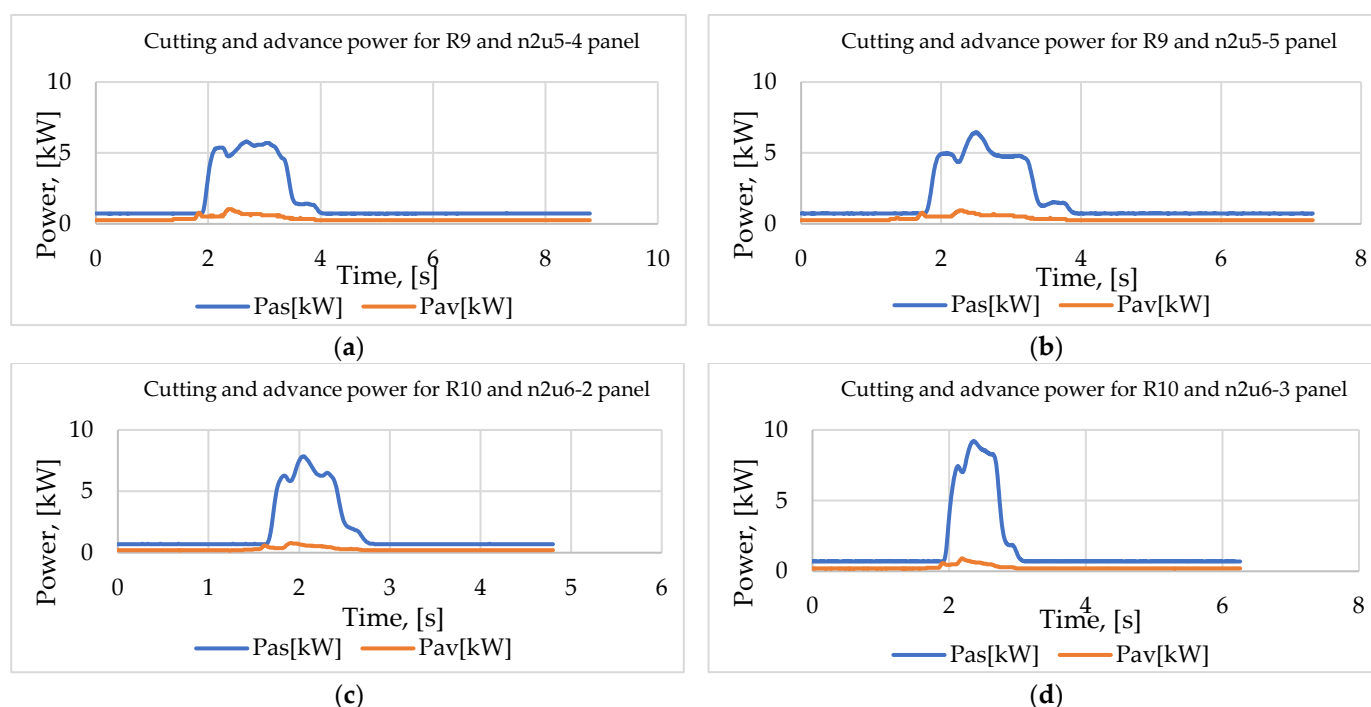 Cutting and advance power for R9 and n2u5-4 panel
10
5
0
Power, [kW]
0 2 4 6 8 10
Time, [s]
Pas[kW] Pav[kW]
(a)
Cutting and advance power for R9 and n2u5-5 panel
10
5
0
Power, [kW]
0 2 4 6 8
Time, [s]
Pas[kW] Pav[kW]
(b)
Cutting and advance power for R10 and n2u6-2 panel
10
5
0
Power, [kW]
0 1 2 3 4 5 6
Time, [s]
Pas[kW] Pav[kW]
(c)
Cutting and advance power for R10 and n2u6-3 panel
10
5
0
Power, [kW]
0 2 4 6 8
Time, [s]
Pas[kW] Pav[kW]
(d)